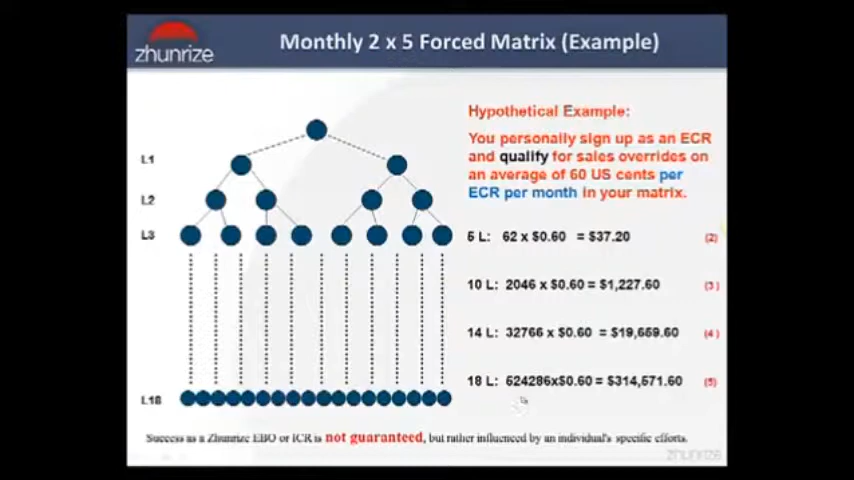 zhunrize
Monthly 2 x 5 Forced Matrix (Example)
Hypothetical Example:
You personally sign up as an ECR
and qualify for sales overrides on
an average of 60 US cents per
ECR per month in your matrix.
L1
L2
L3
5 L: 62 x $0.60 = $37.20 (2)
10 L: 2046 x $0.60 = $1,227.60 (3)
14 L: 32766 x $0.60 = $19,659.60 (4)
18 L: 524286x$0.60 = $314,571.60 (5)
L18
Success as a Zhunrize EBO or ICR is not guaranteed, but rather influenced by an individual's specific efforts.
zhunrize